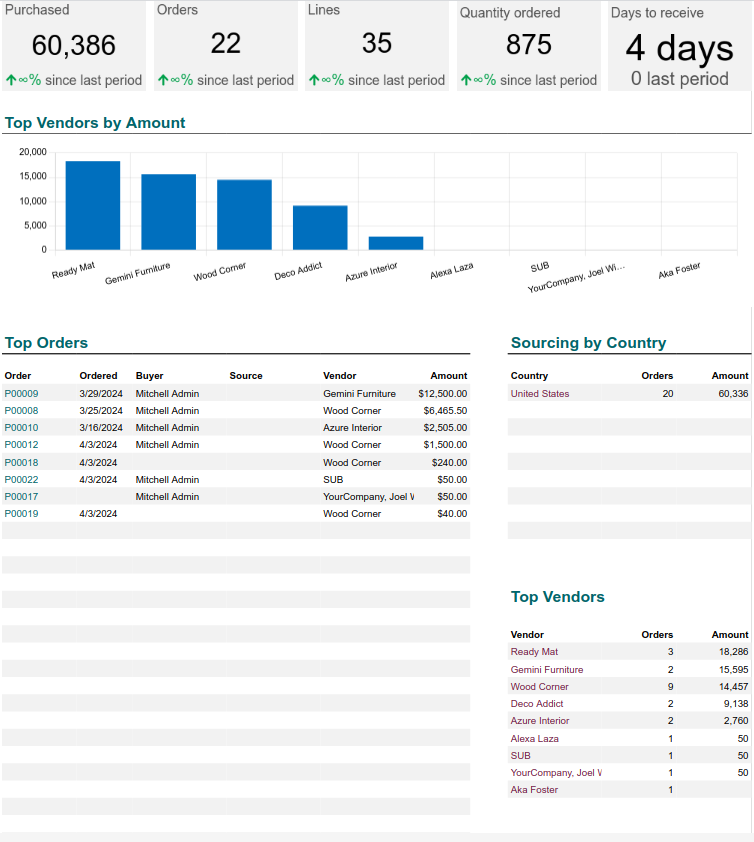 Purchased Orders Lines Quantity ordered Days to receive
60,386 22 35 875 4 days
↑∞% since last period ↑∞% since last period ↑∞% since last period ↑∞% since last period 0 last period
Top Vendors by Amount
20,000
15,000
10,000
5,000
0
Ready Mat Gemini Furniture Wood Corner Deco Addict Azure Interior Alexa Laza SUB YourCompany, Joel Wi... Aka Foster
Top Orders
Order Ordered Buyer Source Vendor Amount
P00009 3/29/2024 Mitchell Admin Gemini Furniture $12,500.00
P00008 3/25/2024 Mitchell Admin Wood Corner $6,465.50
P00010 3/16/2024 Mitchell Admin Azure Interior $2,505.00
P00012 4/3/2024 Mitchell Admin Wood Corner $1,500.00
P00018 4/3/2024 Wood Corner $240.00
P00022 4/3/2024 Mitchell Admin SUB $50.00
P00017 Mitchell Admin YourCompany, Joel W $50.00
P00019 4/3/2024 Wood Corner $40.00
Sourcing by Country
Country Orders Amount
United States 20 60,336
Top Vendors
Vendor Orders Amount
Ready Mat 3 18,286
Gemini Furniture 2 15,595
Wood Corner 9 14,457
Deco Addict 2 9,138
Azure Interior 2 2,760
Alexa Laza 1 50
SUB 1 50
YourCompany, Joel W 1 50
Aka Foster 1